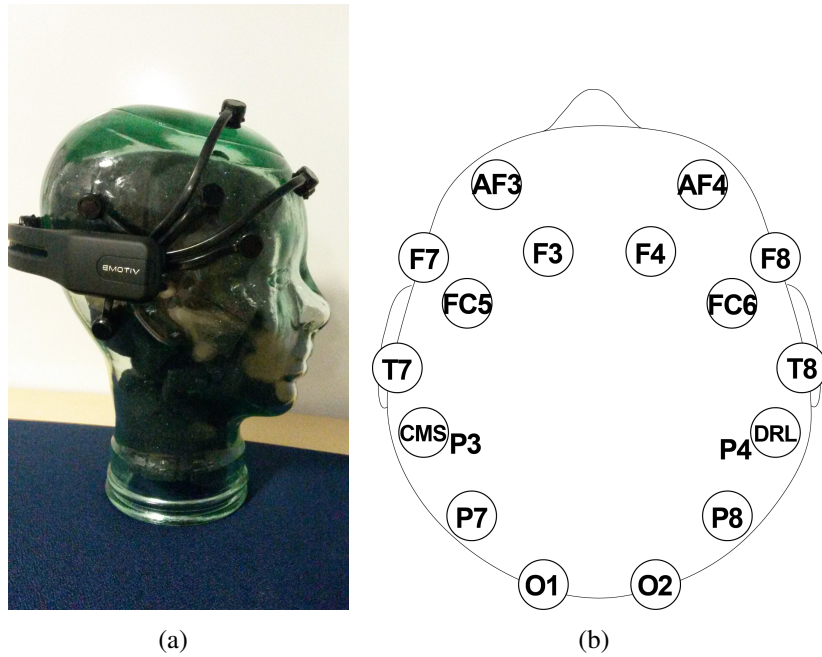 EMOTIV
AF3 AF4
F7 F3 F4 F8
FC5 FC6
T7 T8
CMS P3 P4 DRL
P7 P8
O1 O2
(a) (b)